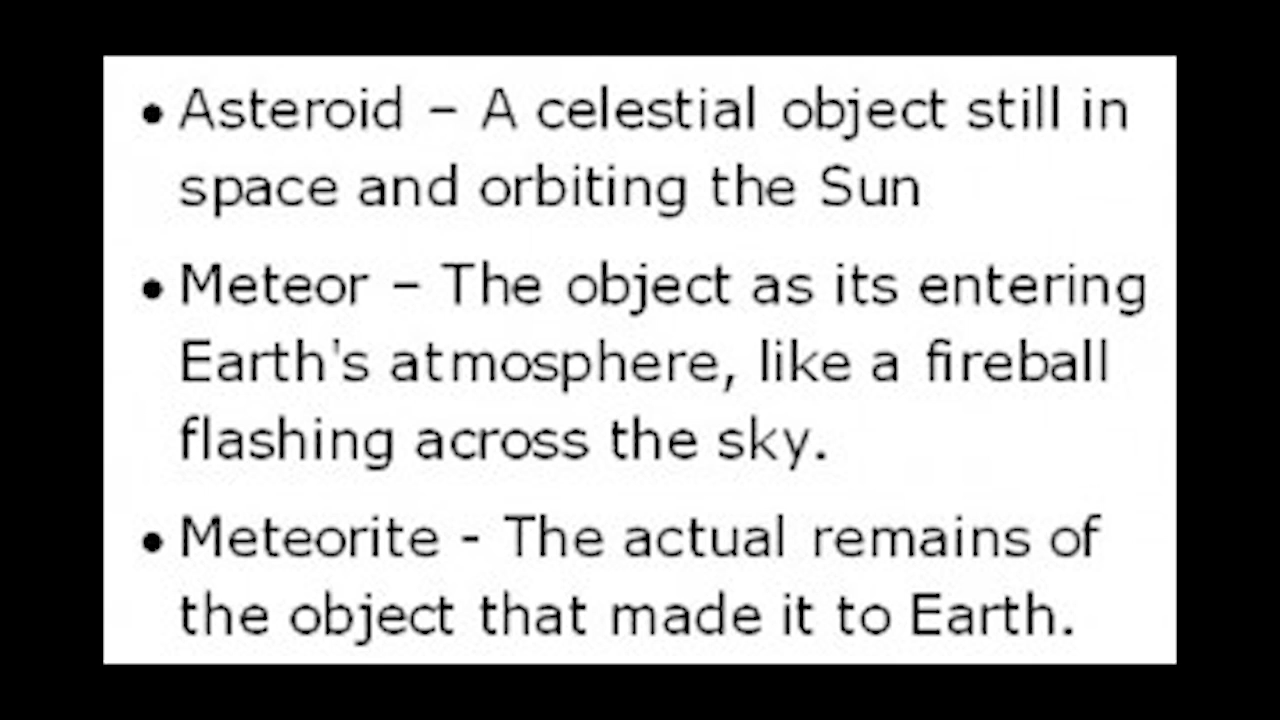 • Asteroid – A celestial object still in
space and orbiting the Sun
• Meteor – The object as its entering
Earth's atmosphere, like a fireball
flashing across the sky.
• Meteorite - The actual remains of
the object that made it to Earth.